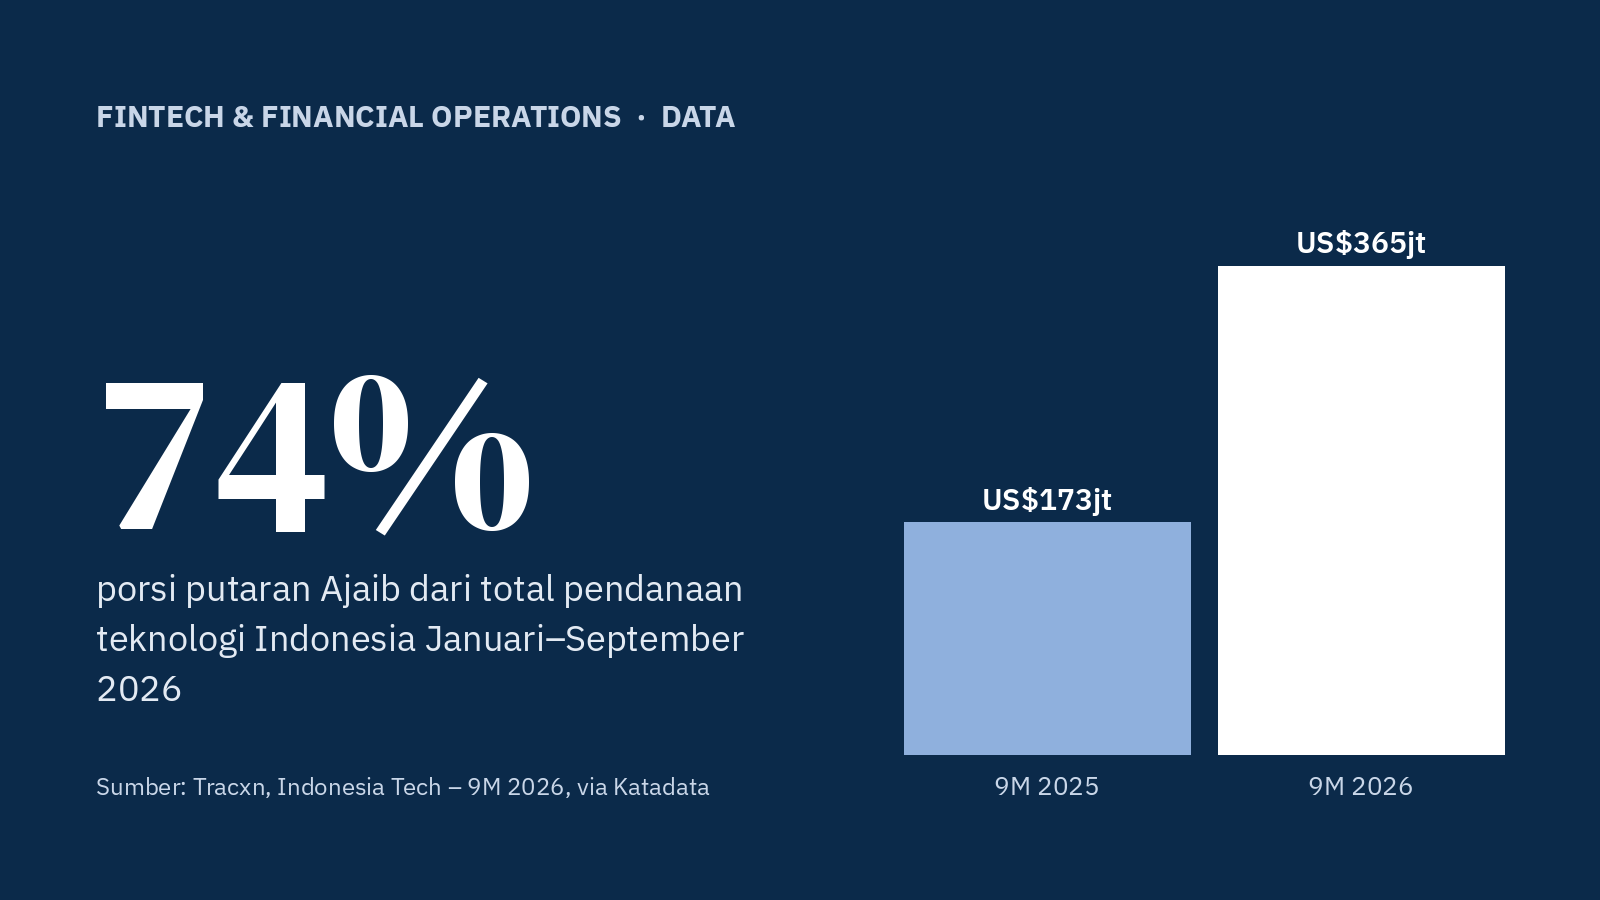 FINTECH & FINANCIAL OPERATIONS · DATA
74%
porsi putaran Ajaib dari total pendanaan
teknologi Indonesia Januari–September
2026
Sumber: Tracxn, Indonesia Tech – 9M 2026, via Katadata
US$173jt
9M 2025
US$365jt
9M 2026